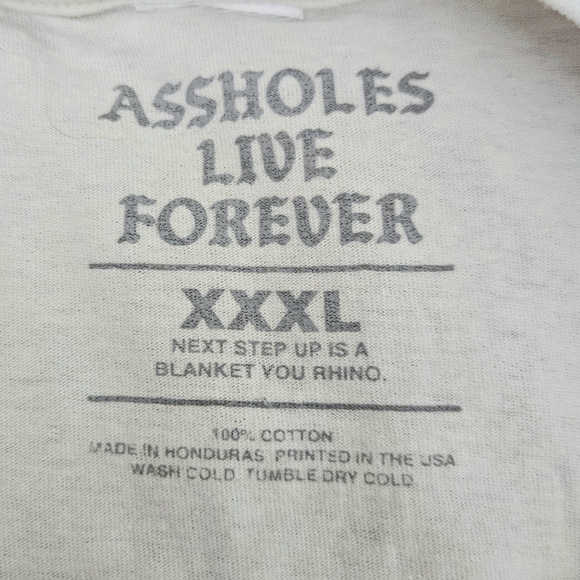 ASSHOLES
LIVE
FOREVER
XXXL
NEXT STEP UP IS A
BLANKET YOU RHINO.
100% COTTON
MADE IN HONDURAS PRINTED IN THE USA
WASH COLD. TUMBLE DRY COLD